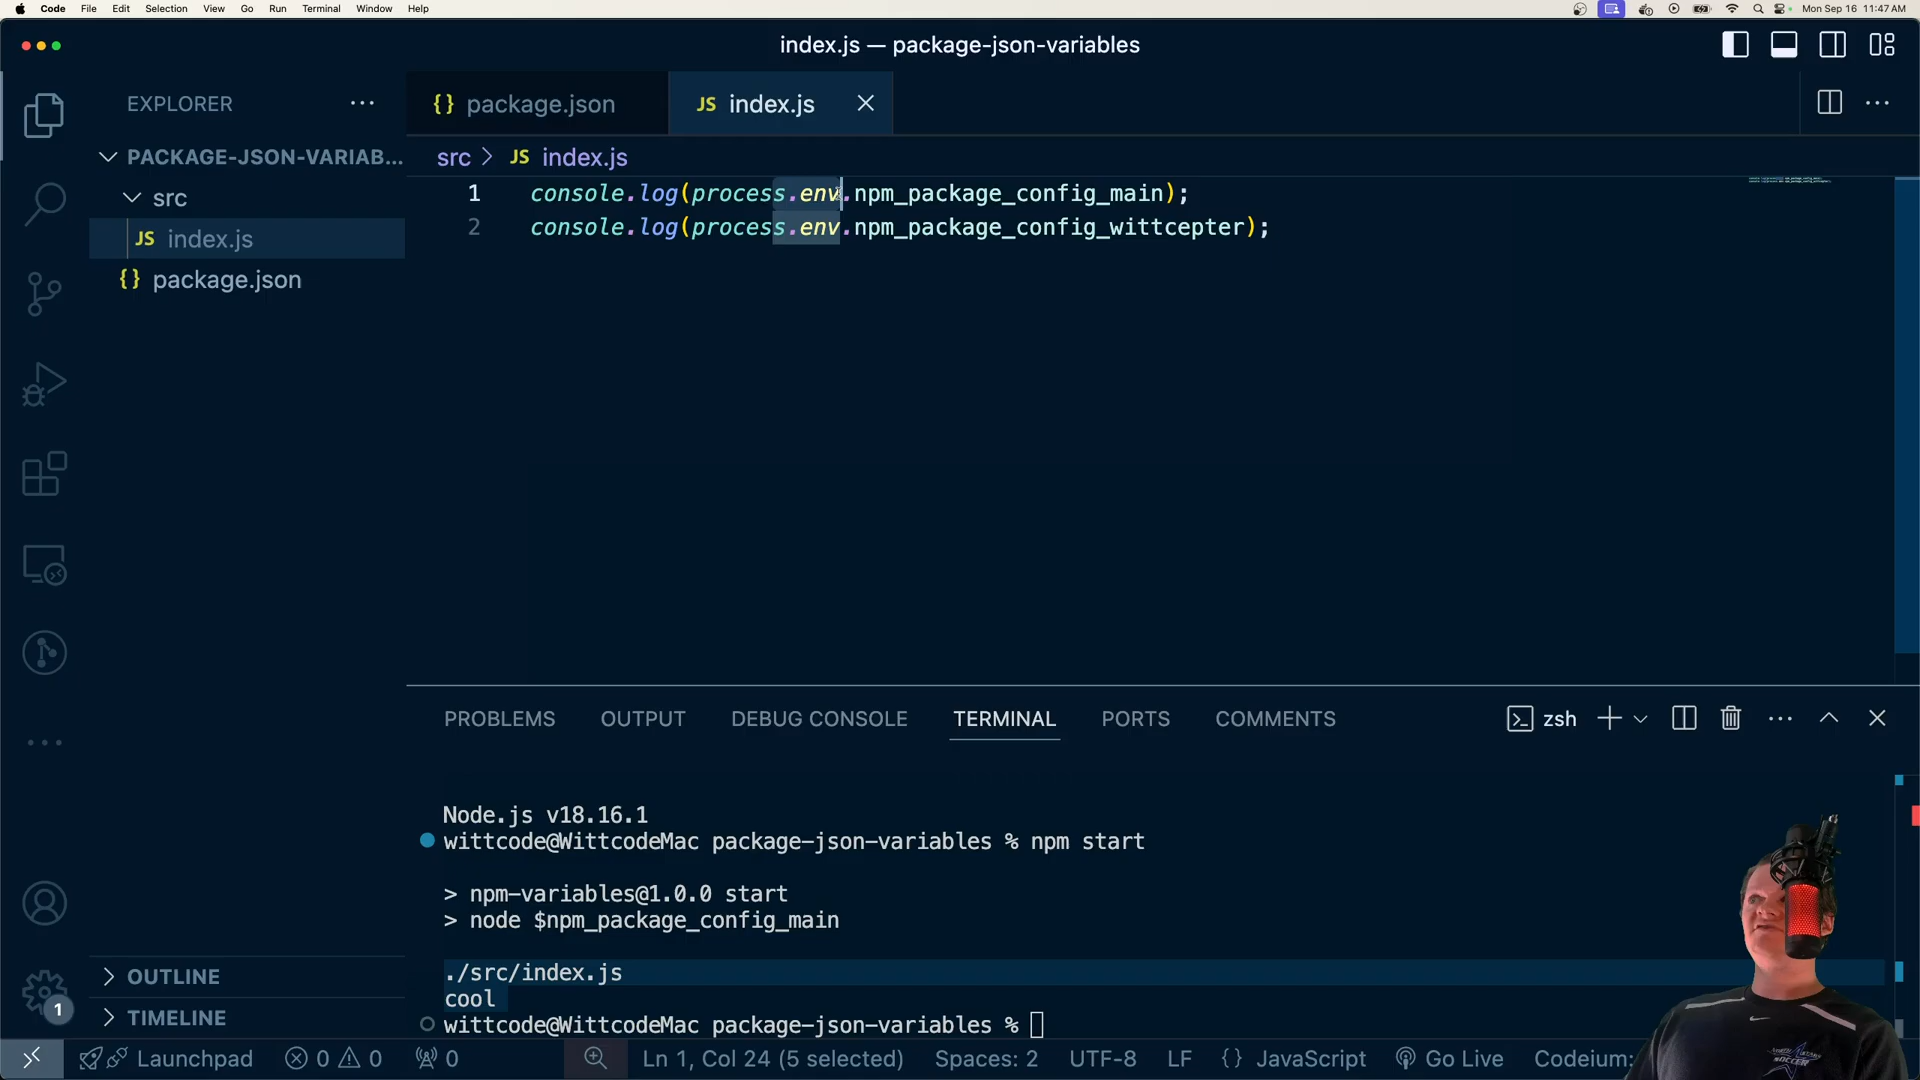 Code File Edit Selection View Go Run Terminal Window Help
Mon Sep 16 11:47 AM
index.js — package-json-variables
EXPLORER
{} package.json
JS index.js
PACKAGE-JSON-VARIAB...
src
JS index.js
{} package.json
src > JS index.js
1 console.log(process.env.npm_package_config_main);
2 console.log(process.env.npm_package_config_wittcepter);
PROBLEMS OUTPUT DEBUG CONSOLE TERMINAL PORTS COMMENTS
zsh
Node.js v18.16.1
wittcode@WittcodeMac package-json-variables % npm start
> npm-variables@1.0.0 start
> node $npm_package_config_main
./src/index.js
cool
wittcode@WittcodeMac package-json-variables %
1
OUTLINE
TIMELINE
Launchpad 0 0 0 Ln 1, Col 24 (5 selected) Spaces: 2 UTF-8 LF {} JavaScript Go Live Codeium:
SOCCER